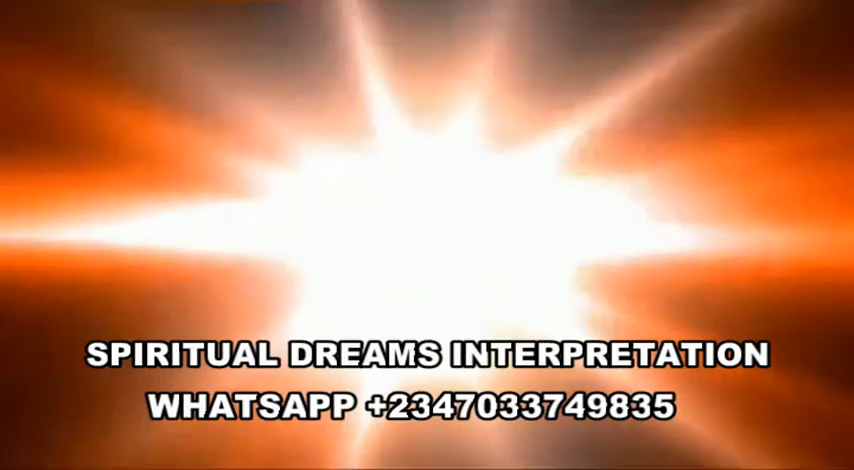 SPIRITUAL DREAMS INTERPRETATION
WHATSAPP +2347033749835